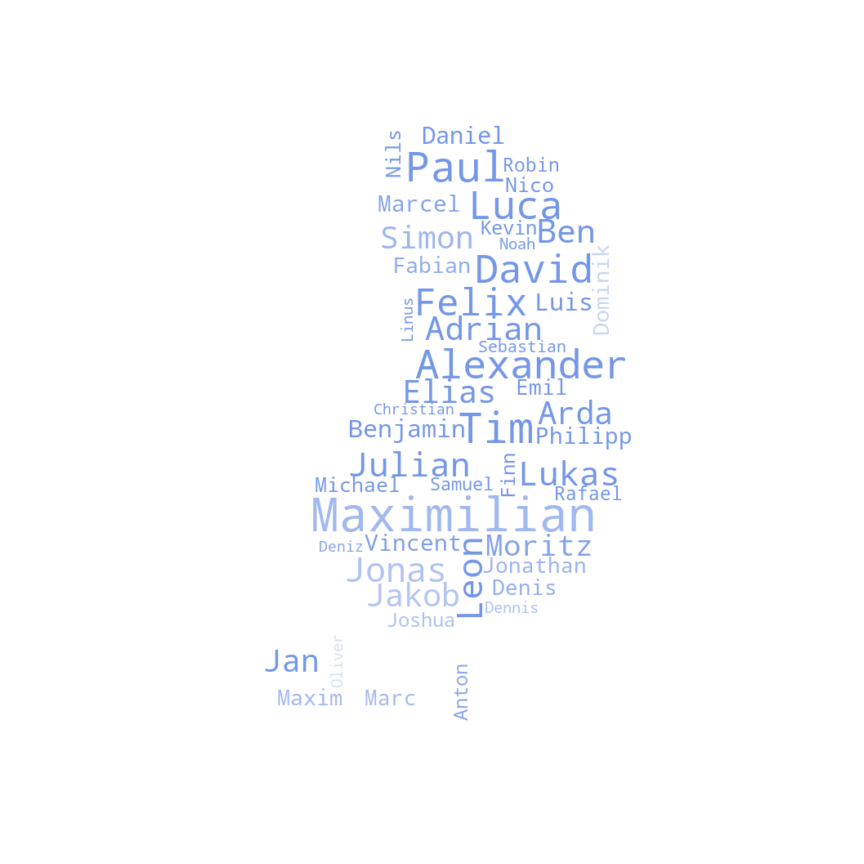 Nils
Daniel
Paul
Robin
Nico
Marcel
Luca
Kevin
Ben
Simon
Noah
Dominik
Fabian
David
Felix
Luis
Linus
Adrian
Sebastian
Alexander
Elias
Emil
Christian
Arda
Benjamin
Tim
Philipp
Julian
Finn
Lukas
Michael
Samuel
Rafael
Maximilian
Deniz
Vincent
Leon
Moritz
Jonas
Jonathan
Jakob
Denis
Dennis
Joshua
Jan
Oliver
Maxim
Marc
Anton